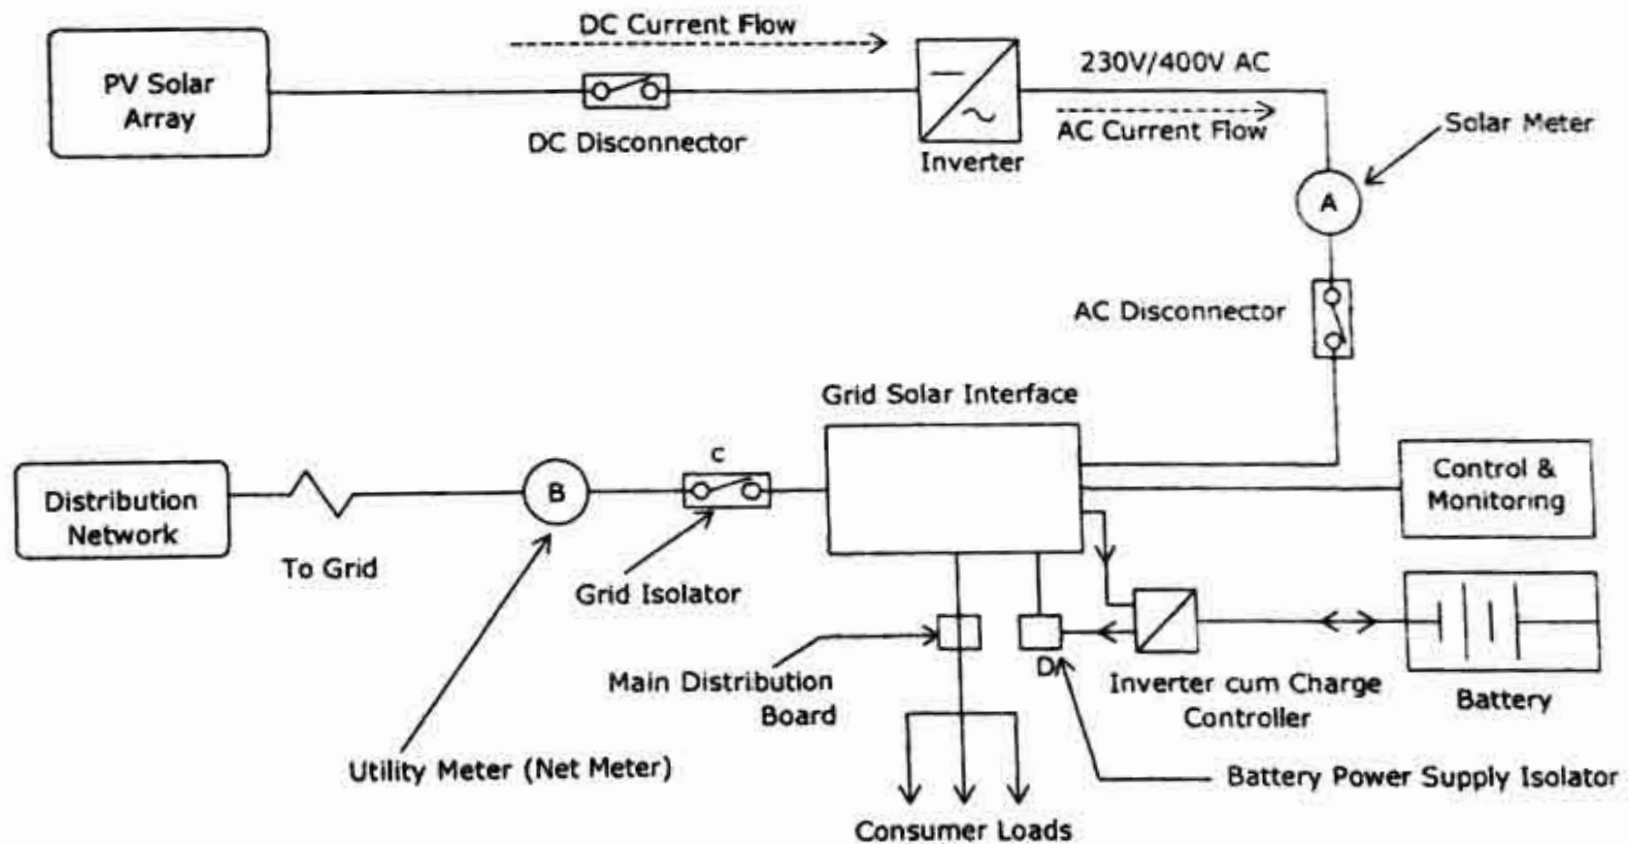 DC Current Flow
PV Solar
Array
DC Disconnector
Inverter
230V/400V AC
AC Current Flow
Solar Meter
A
AC Disconnector
Grid Solar Interface
Distribution
Network
To Grid
B
C
Grid Isolator
Control &
Monitoring
Main Distribution
Board
D
Inverter cum Charge
Controller
Battery
Utility Meter (Net Meter)
Battery Power Supply Isolator
Consumer Loads